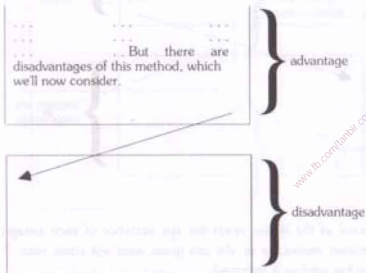 ... ... ...
... ... ...
... .. But there are
disadvantages of this method, which
we'll now consider.
advantage
disadvantage